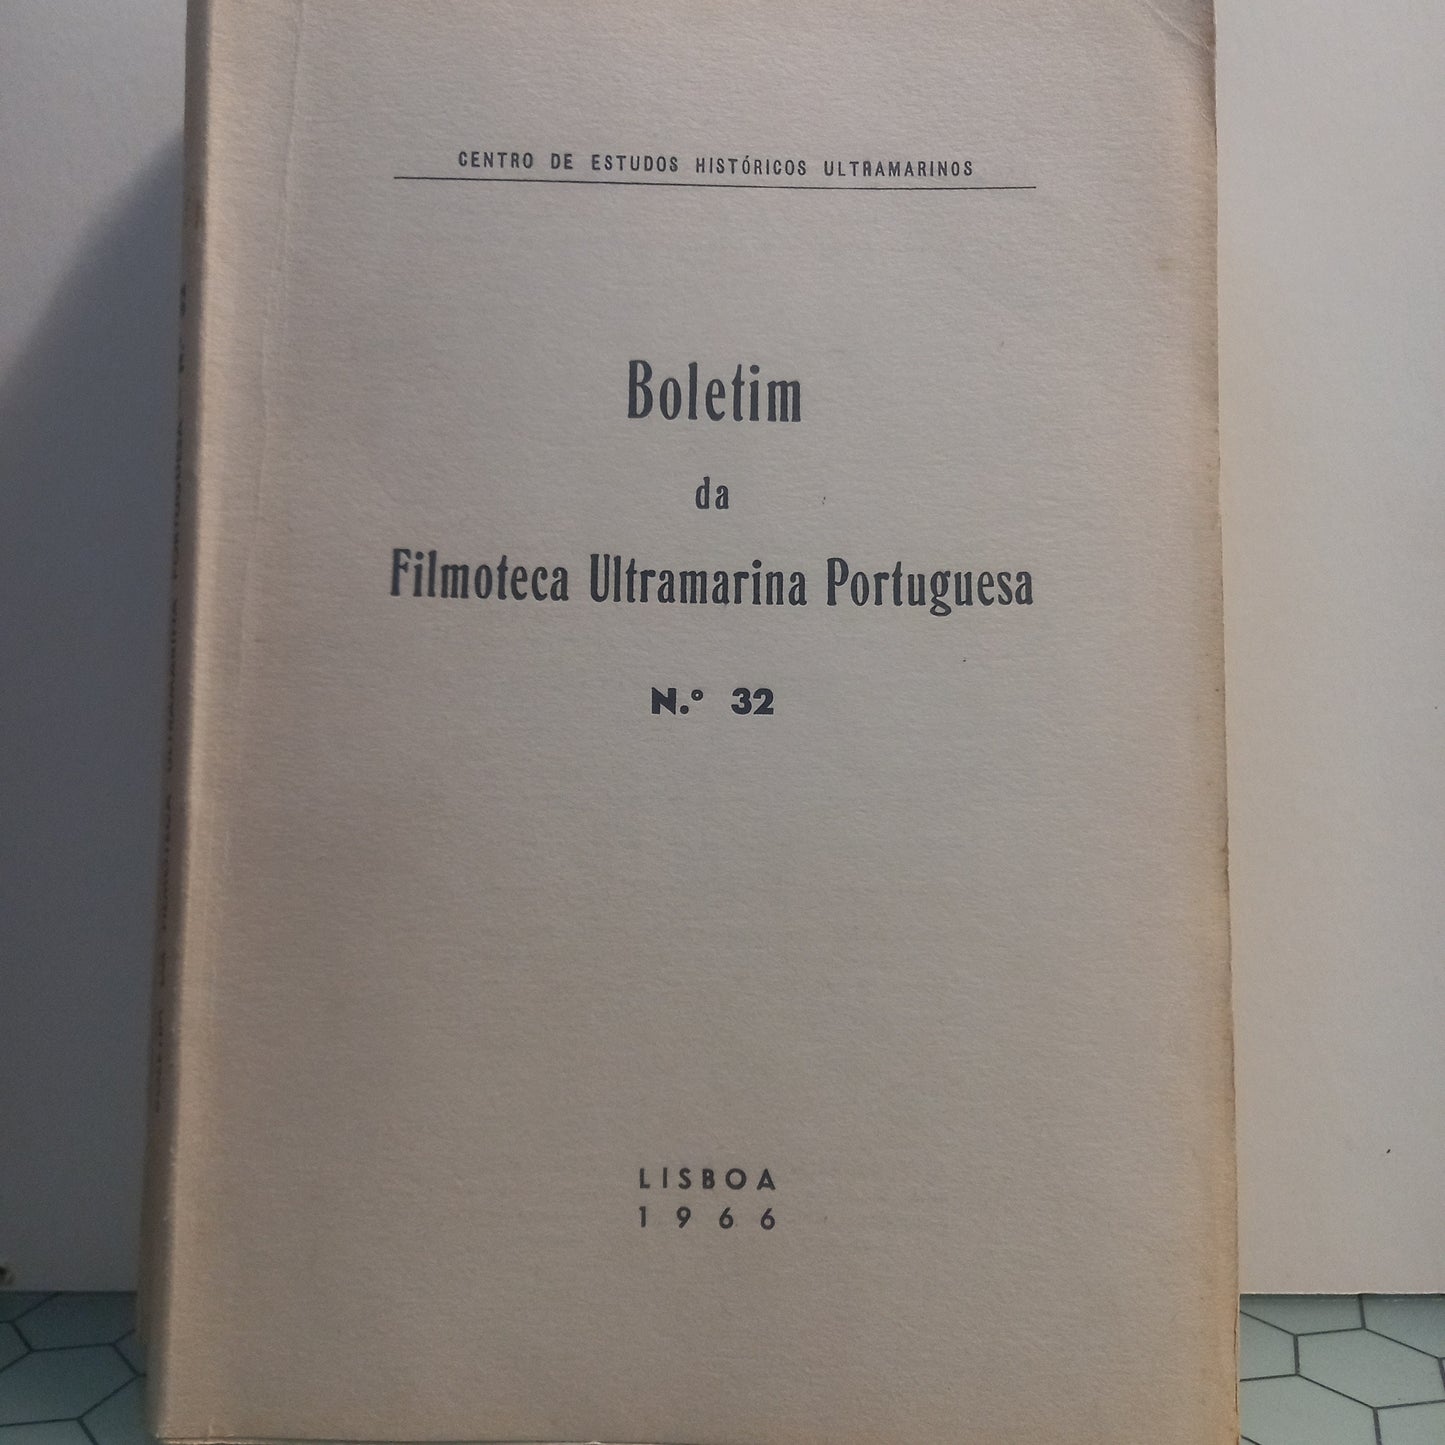 CENTRO DE ESTUDOS HISTÓRICOS ULTRAMARINOS
Boletim
da
Filmoteca Ultramarina Portuguesa
N.º 32
LISBOA
1966